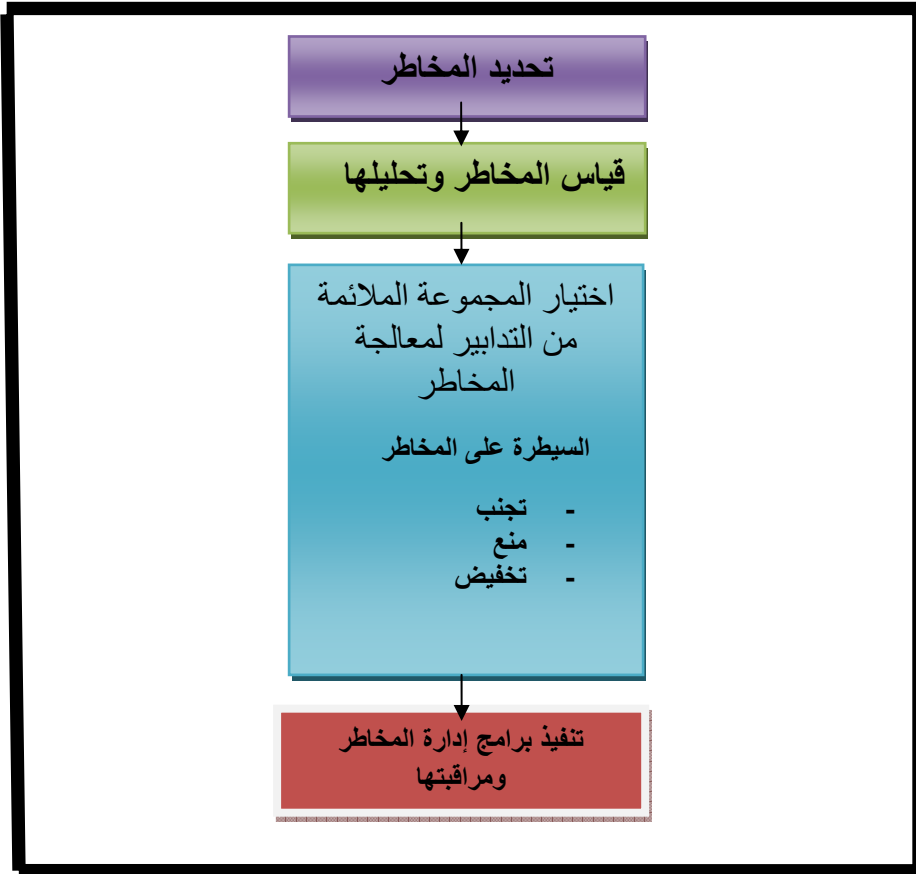 تحديد المخاطر
قياس المخاطر وتحليلها
اختيار المجموعة الملائمة
من التدابير لمعالجة
المخاطر
السيطرة على المخاطر
- تجنب
- منع
- تخفيض
تنفيذ برامج إدارة المخاطر
ومراقبتها